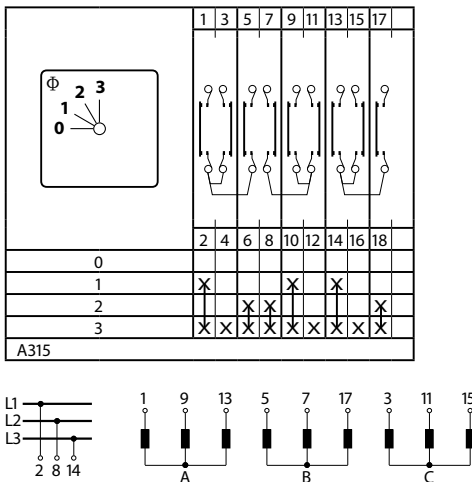 1 3 5 7 9 11 13 15 17
Φ
0 1 2 3
2 4 6 8 10 12 14 16 18
0
1 X X X
2 X X X
3 X X X X X X X X X
A315
1 9 13 5 7 17 3 11 15
L1
L2
L3
2 8 14
A B C